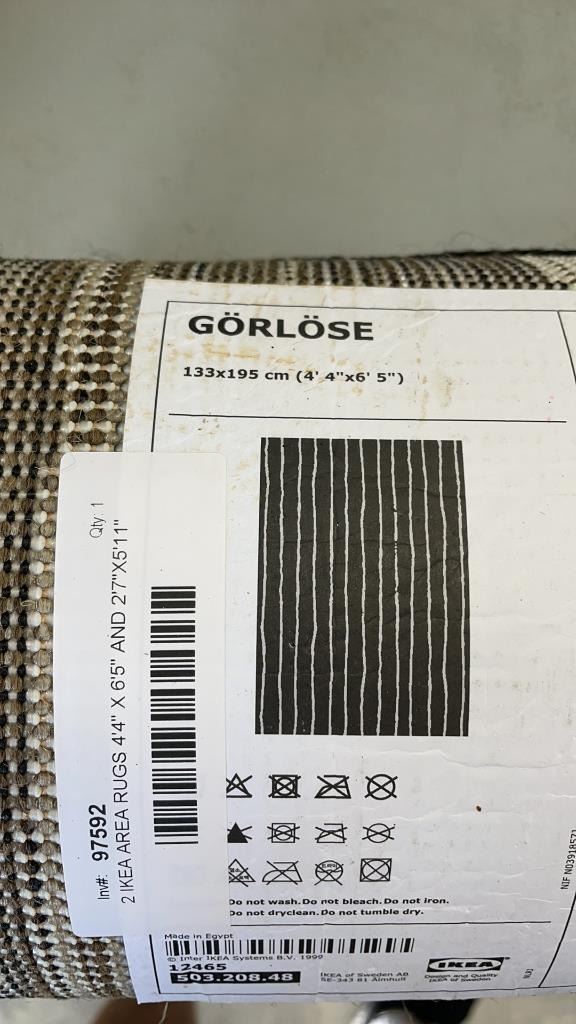 GÖRLÖSE
133x195 cm (4' 4"x6' 5")
Qty: 1
2 IKEA AREA RUGS 4'4" X 6'5" AND 2'7"X5'11"
Inv#: 97592
Do not wash. Do not bleach. Do not iron.
Do not dryclean. Do not tumble dry.
Made in Egypt
© Inter IKEA Systems B.V. 1999
12465
503.208.48
IKEA of Sweden AB
SE-343 81 Älmhult
IKEA
Design and Quality
IKEA of Sweden